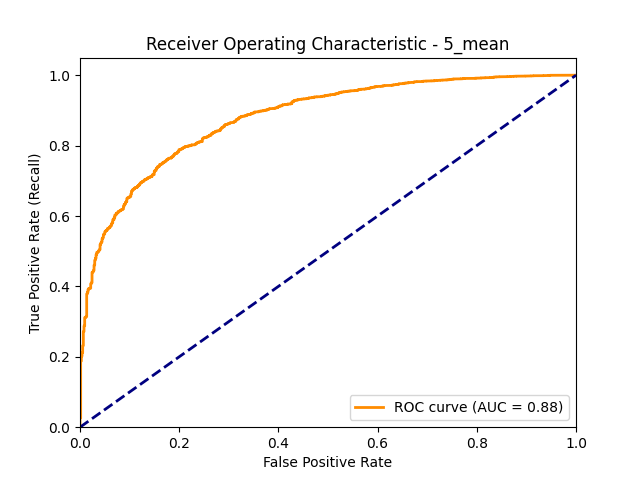 Receiver Operating Characteristic - 5_mean
True Positive Rate (Recall)
1.0
0.8
0.6
0.4
0.2
0.0
ROC curve (AUC = 0.88)
0.0 0.2 0.4 0.6 0.8 1.0
False Positive Rate